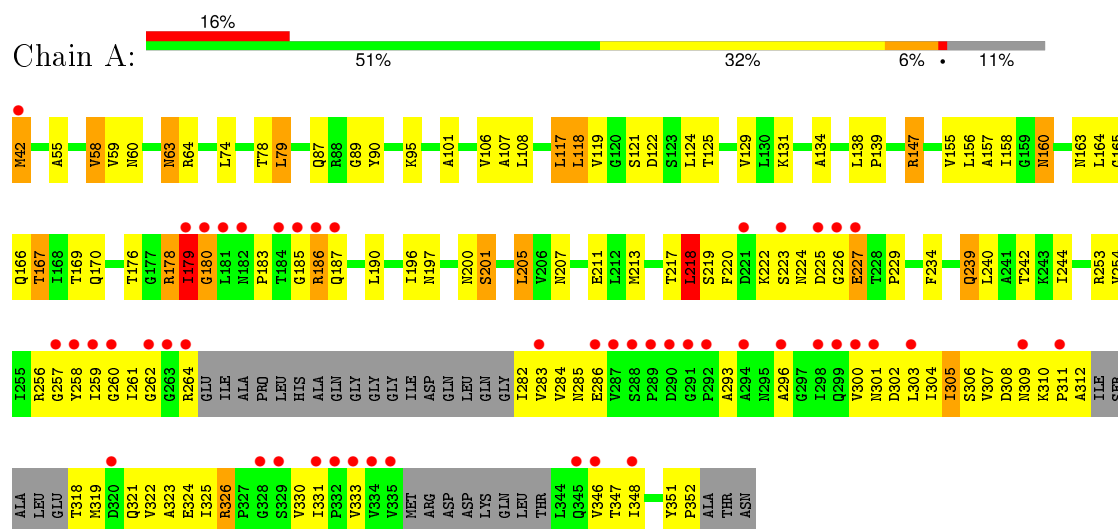 16%
Chain A:
51% 32% 6% • 11%
M42 A55 V58 V59 N60 N63 R64 L74 T78 L79 Q87 R88 G89 Y90 K95 A101 V106 A107 L108 L117 L118 V119 G120 S121 D122 S123 L124 T125 V129 L130 K131 A134 L138 P139 R147 V155 L156 A157 I158 G159 N160 N163 L164 G165
Q166 T167 I168 T169 Q170 T176 G177 R178 I179 G180 L181 N182 P183 T184 G185 R186 Q187 L190 I196 N197 N200 S201 L205 V206 N207 E211 L212 M213 T217 L218 S219 F220 D221 K222 S223 N224 D225 G226 E227 T228 P229 F234 Q239 L240 A241 T242 K243 I244 R253 V254
I255 R256 G257 Y258 I259 G260 I261 G262 G263 R264 GLU ILE ALA PRO LEU HIS ALA GLN GLY GLY GLY ILE ASP GLN LEU GLN GLY I282 V283 V284 N285 E286 V287 S288 P289 D290 G291 P292 A293 A294 N295 A296 G297 I298 Q299 V300 N301 D302 L303 I304 I305 S306 V307 D308 N309 K310 P311 A312 ILE SER
ALA LEU GLU T318 M319 D320 Q321 V322 A323 E324 I325 R326 P327 G328 S329 V330 I331 P332 V333 V334 V335 MET ARG ASP ASP LYS GLN LEU THR L344 Q345 V346 T347 I348 Y351 P352 ALA THR ASN